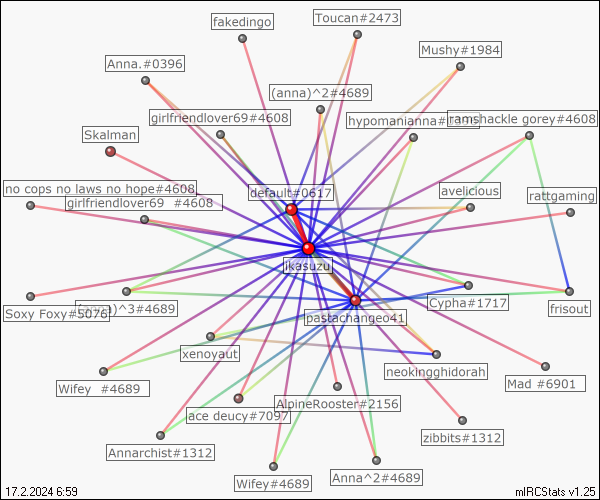 Toucan#2473
fakedingo
Mushy#1984
Anna.#0396
(anna)^2#4689
girlfriendlover69#4608
hypomanianna#
ramshackle gorey#4608
Skalman
default#0617
avelicious
no cops no laws no hope#4608
rattgaming
girlfriendlover69 #4608
ikasuzu
Cypha#1717
Soxy Foxy#5076
)^3#4689
frisout
pastachangeo41
xenoyaut
neokingghidorah
Wifey #4689
Mad #6901
AlpineRooster#2156
ace deucy#7097
zibbits#1312
Annarchist#1312
Wifey#4689
Anna^2#4689
17.2.2024 6:59
mIRCStats v1.25